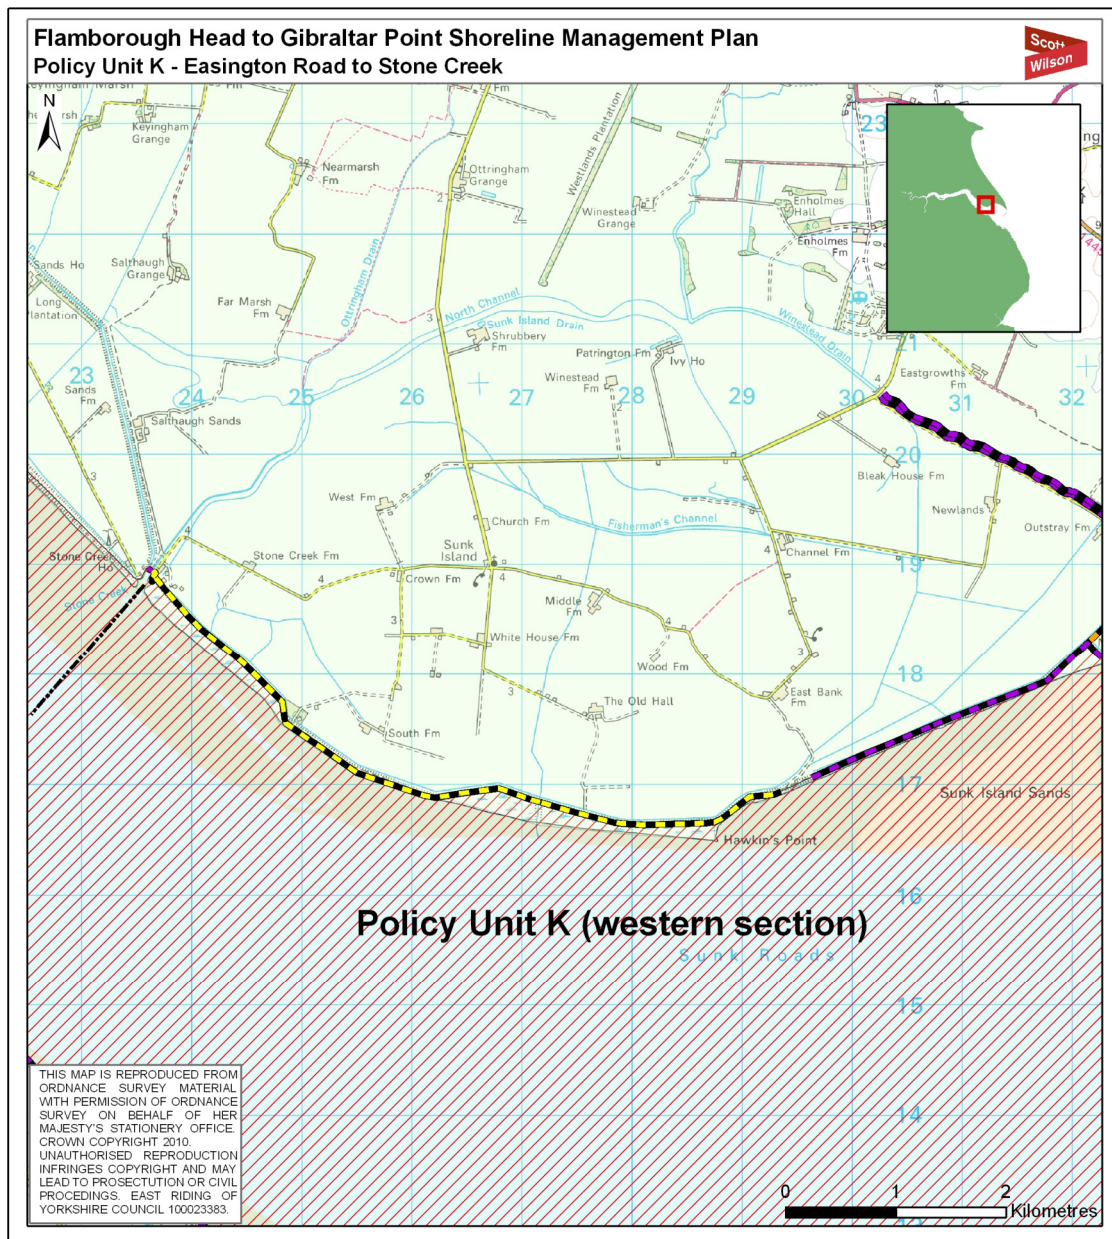 Flamborough Head to Gibraltar Point Shoreline Management Plan
Policy Unit K - Easington Road to Stone Creek
Scott
Wilson
N
Keyingham
Grange
Nearmarsh
Fm
Ottringham
Grange
Westlands Plantation
Winestead
Grange
Enholmes
Hall
Enholmes
Fm
23
Sands Ho
Long
Plantation
Salthaugh
Grange
Far Marsh
Fm
Ottringham Drain
North Channel
Sunk Island Drain
Shrubbery
Fm
Patrington Fm
Ivy Ho
Winestead
Fm
Winestead Drain
21
Eastgrowths
Fm
23
24
25
26
27
28
29
30
31
32
Sands
Fm
Salthaugh Sands
20
Bleak House Fm
Newlands
Outstray Fm
West Fm
Church Fm
Fisherman's Channel
Channel Fm
Stone Creek
Ho
Stone Creek
Stone Creek Fm
Sunk
Island
19
Crown Fm
Middle
Fm
White House Fm
Wood Fm
18
East Bank
Fm
The Old Hall
South Fm
17
Sunk Island Sands
Hawkin's Point
16
Policy Unit K (western section)
Sunk Roads
15
14
THIS MAP IS REPRODUCED FROM
ORDNANCE SURVEY MATERIAL
WITH PERMISSION OF ORDNANCE
SURVEY ON BEHALF OF HER
MAJESTY'S STATIONERY OFFICE.
CROWN COPYRIGHT 2010.
UNAUTHORISED REPRODUCTION
INFRINGES COPYRIGHT AND MAY
LEAD TO PROSECTUTION OR CIVIL
PROCEDINGS. EAST RIDING OF
YORKSHIRE COUNCIL 100023383.
0 1 2
Kilometres